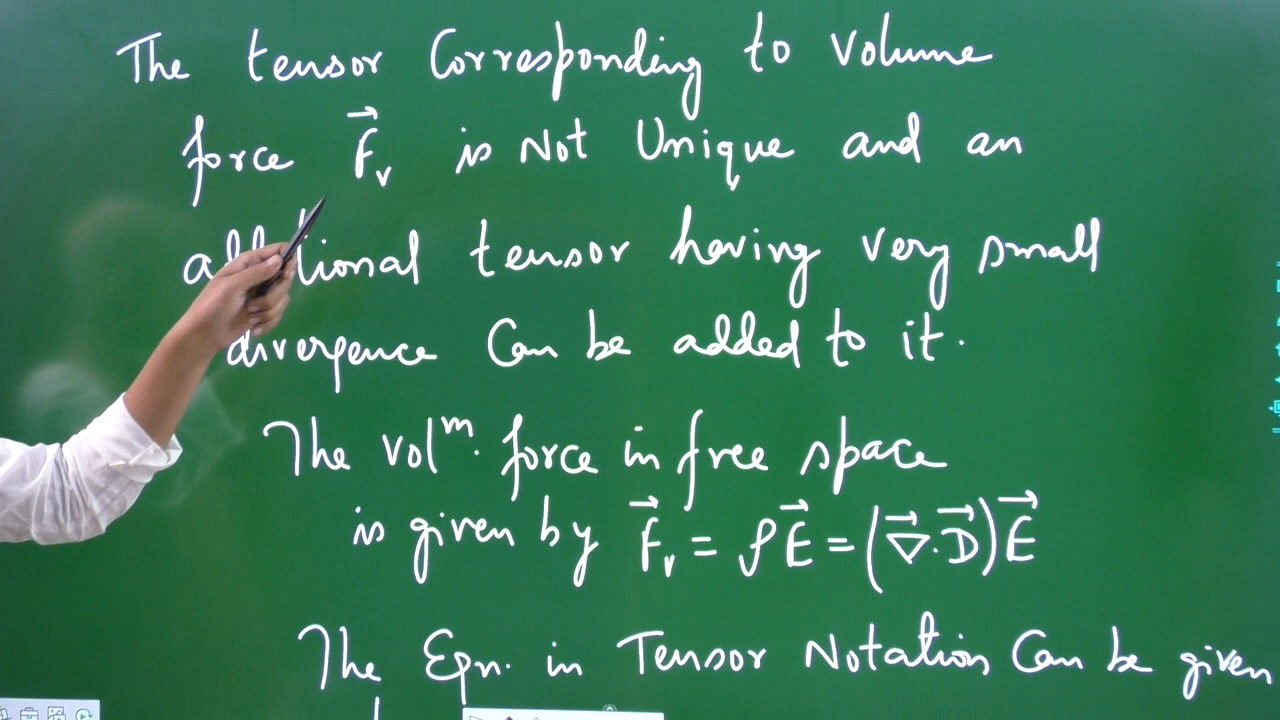 The tensor Corresponding to volume
force F⃗ᵥ is Not Unique and an
additional tensor having very small
divergence Can be added to it.
The volᵐ. force in free space
is given by F⃗ᵥ = ρE⃗ = (∇⃗.D⃗)E⃗
The Eqn. in Tensor Notation Can be given